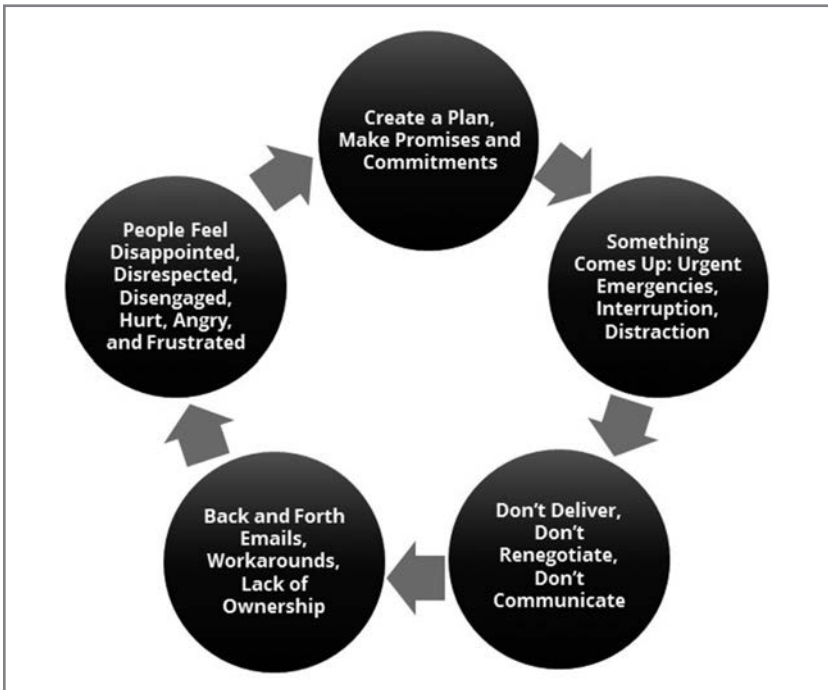 Create a Plan,
Make Promises and
Commitments
Something
Comes Up: Urgent
Emergencies,
Interruption,
Distraction
Don't Deliver,
Don't
Renegotiate,
Don't
Communicate
Back and Forth
Emails,
Workarounds,
Lack of
Ownership
People Feel
Disappointed,
Disrespected,
Disengaged,
Hurt, Angry,
and Frustrated